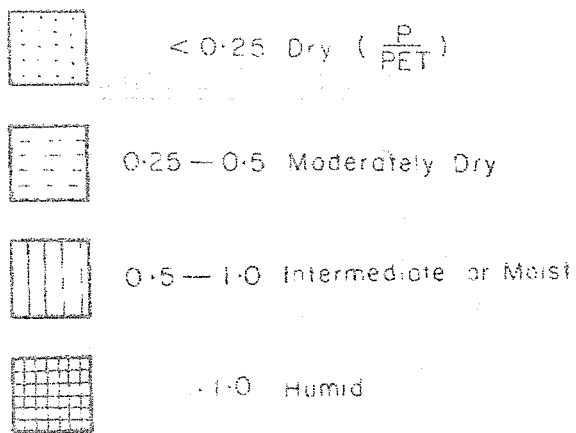 < 0·25 Dry ( P/PET )
0·25 — 0·5 Moderately Dry
0·5 — 1·0 Intermediate or Moist
1·0 Humid